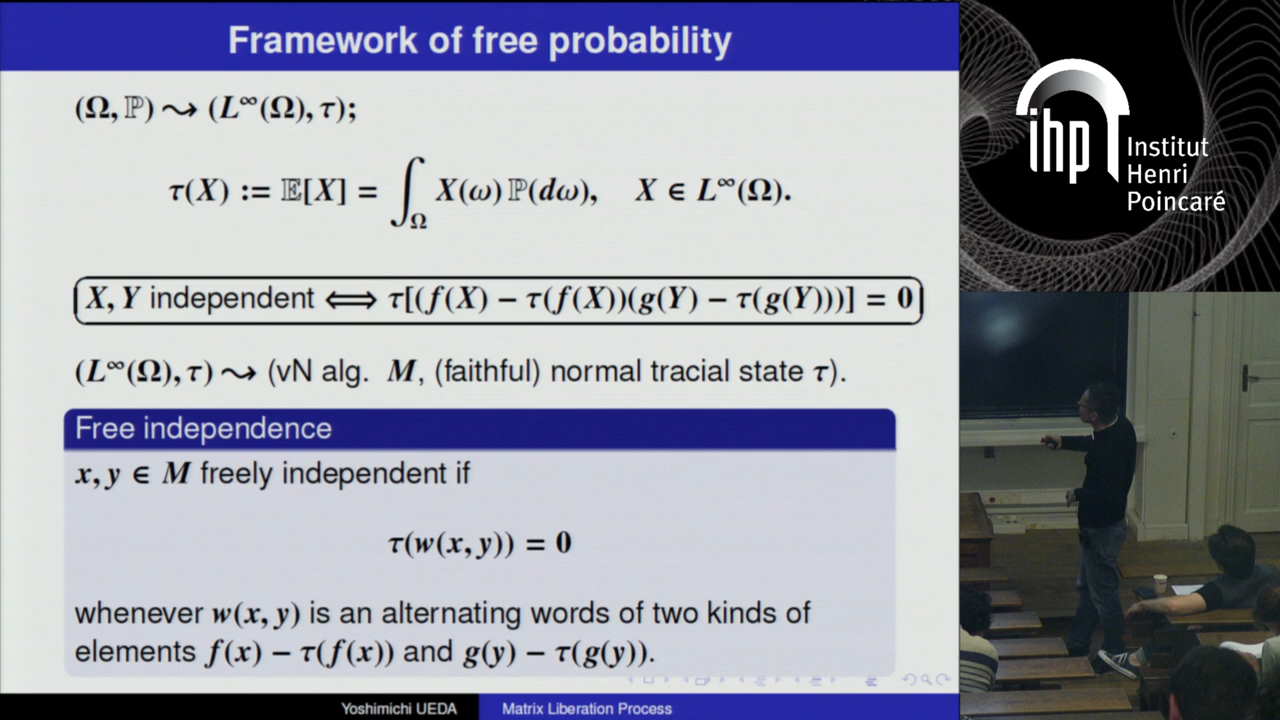 Framework of free probability
(Ω, ℙ) ⇝ (L∞(Ω), τ);
τ(X) := 𝔼[X] = ∫_Ω X(ω) ℙ(dω), X ∈ L∞(Ω).
X, Y independent ⟺ τ[(f(X) − τ(f(X))(g(Y) − τ(g(Y)))] = 0
(L∞(Ω), τ) ⇝ (vN alg. M, (faithful) normal tracial state τ).
Free independence
x, y ∈ M freely independent if
τ(w(x, y)) = 0
whenever w(x, y) is an alternating words of two kinds of
elements f(x) − τ(f(x)) and g(y) − τ(g(y)).
Yoshimichi UEDA Matrix Liberation Process
ihp
Institut
Henri
Poincaré